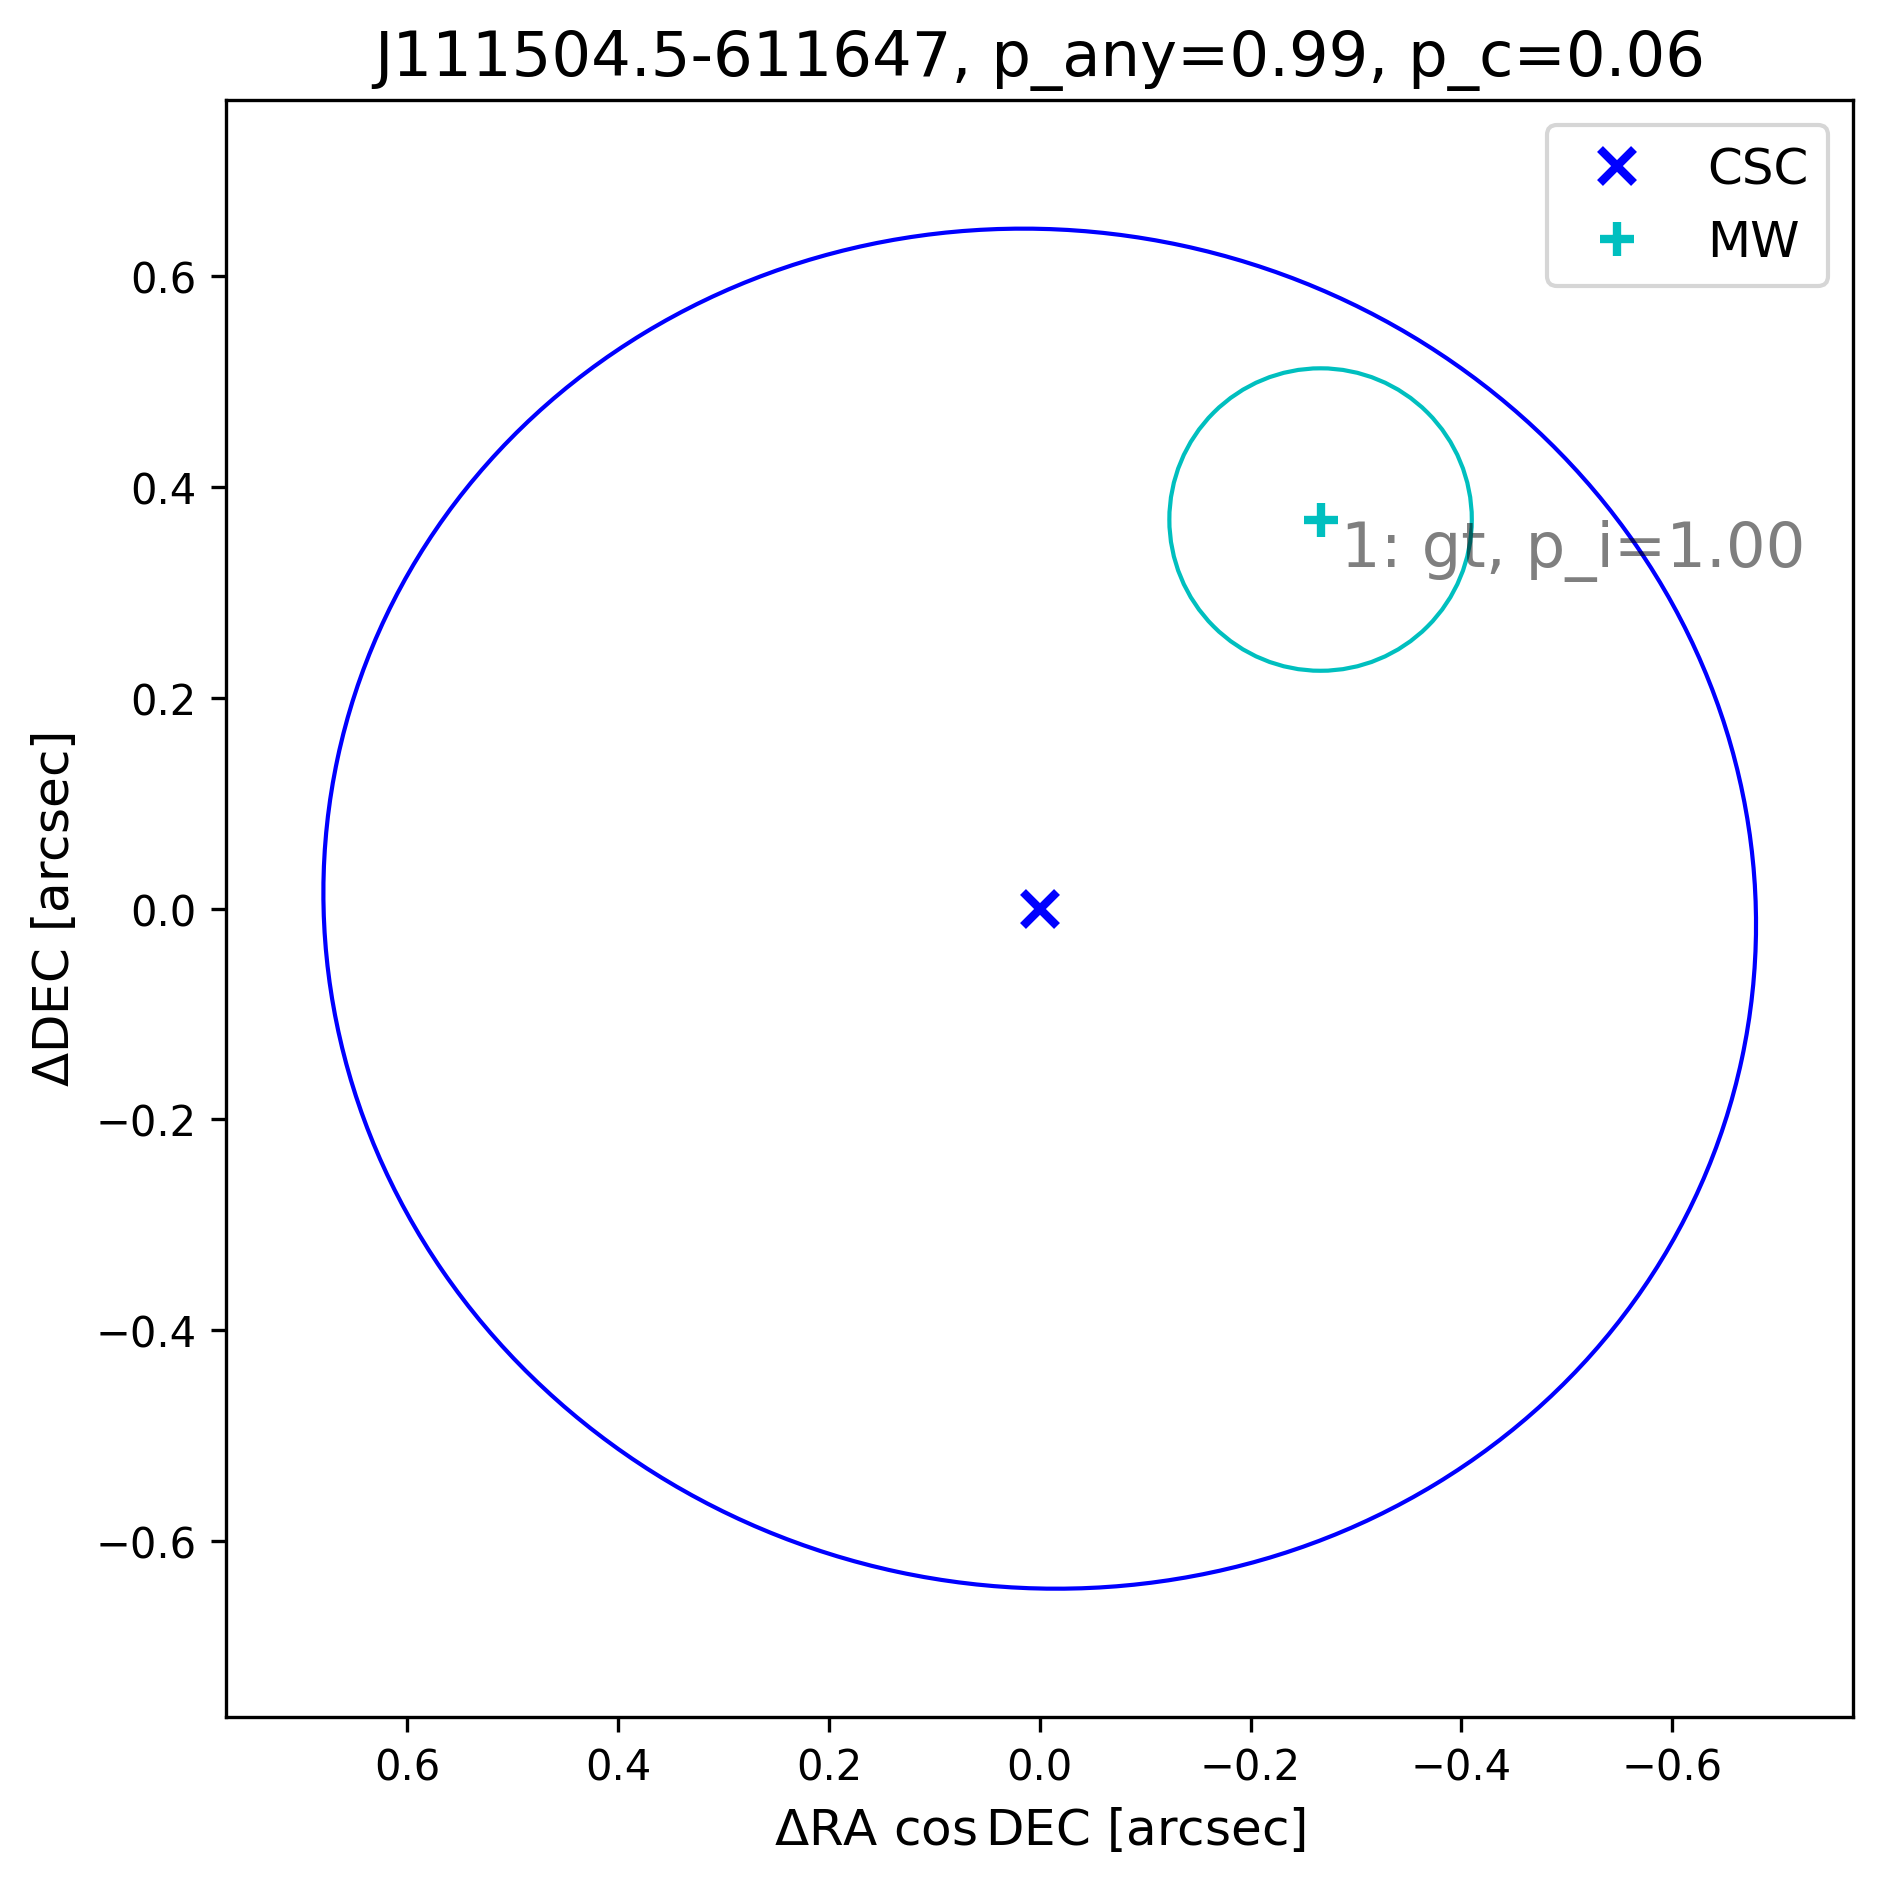 J111504.5-611647, p_any=0.99, p_c=0.06
CSC
MW
0.6
0.4
1: gt, p_i=1.00
0.2
0.0
−0.2
−0.4
−0.6
ΔDEC [arcsec]
0.6 0.4 0.2 0.0 −0.2 −0.4 −0.6
ΔRA cos DEC [arcsec]